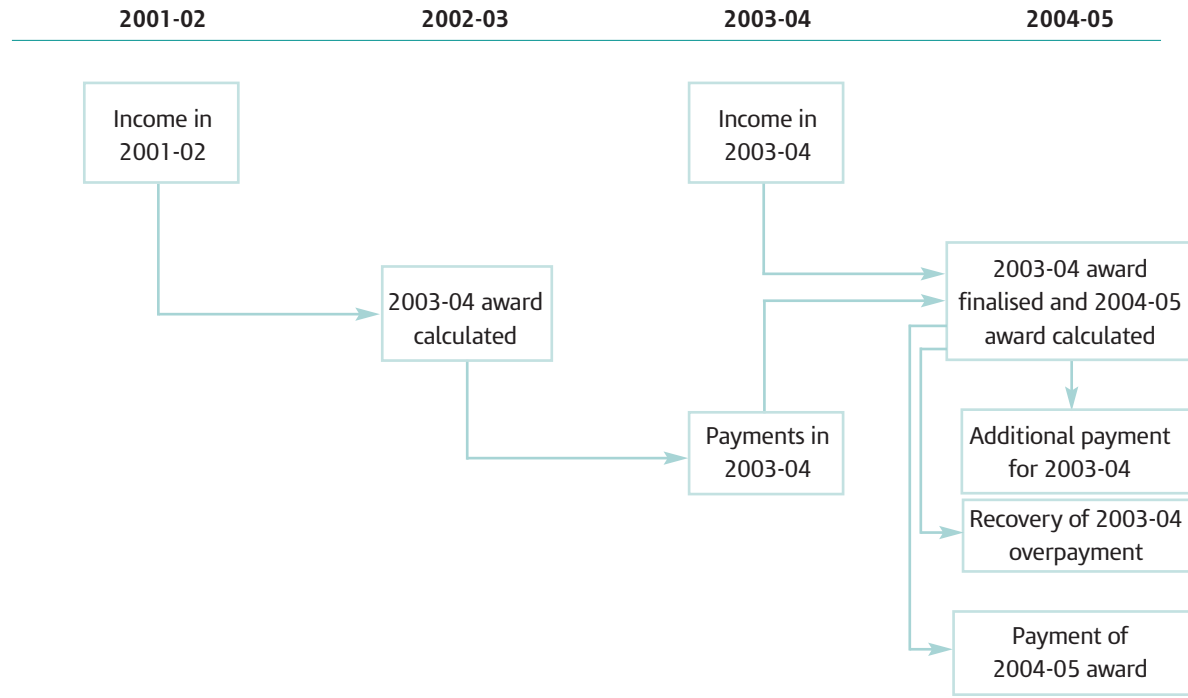 2001-02
2002-03
2003-04
2004-05
Income in
2001-02
Income in
2003-04
2003-04 award
calculated
2003-04 award
finalised and 2004-05
award calculated
Payments in
2003-04
Additional payment
for 2003-04
Recovery of 2003-04
overpayment
Payment of
2004-05 award